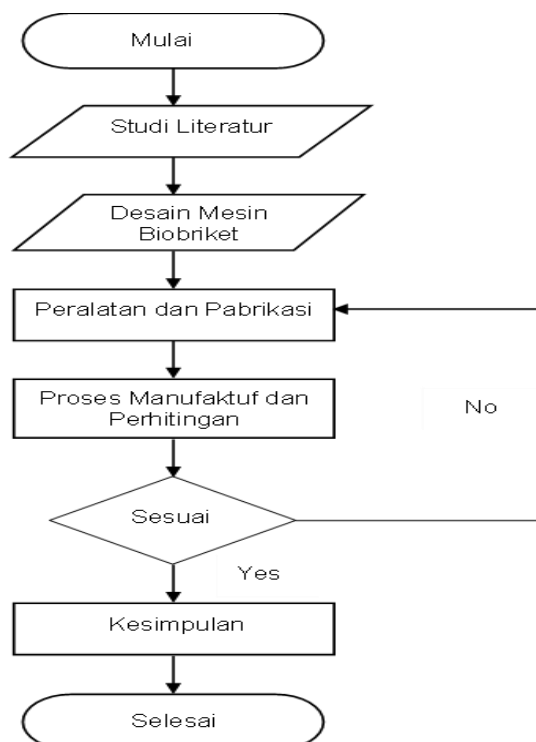 Mulai
Studi Literatur
Desain Mesin
Biobriket
Peralatan dan Pabrikasi
Proses Manufaktuf dan
Perhitingan
No
Sesuai
Yes
Kesimpulan
Selesai